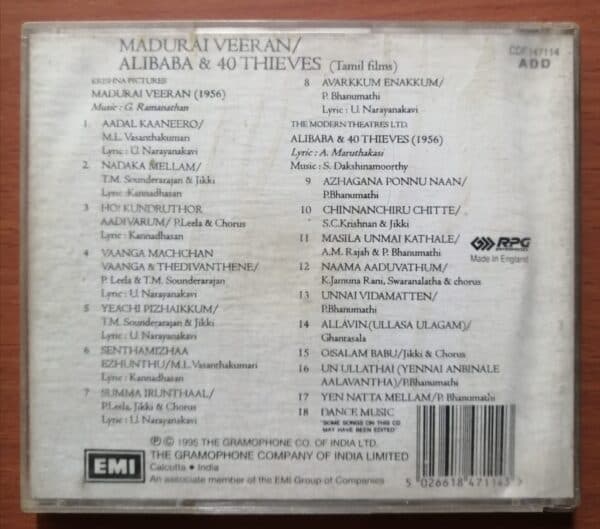 MADURAI VEERAN/
ALIBABA & 40 THIEVES (Tamil films)
CDF 147114
ADD
KRISHNA PICTURES
MADURAI VEERAN (1956)
Music : G. Ramanathan
1 AADAL KAANEERO/
M.L. Vasanthakumari
Lyric : U. Narayanakavi
2 NADAKA MELLAM/
T.M. Sounderarajan & Jikki
Lyric :Kannadhasan
3 HO! KUNDRUTHOR
AADIVARUM/ P.Leela & Chorus
Lyric : Kannadhasan
4 VAANGA MACHCHAN
VAANGA & THEDIVANTHENE/
P. Leela & T.M. Sounderarajan
Lyric : U. Narayanakavi
5 YEACHI PIZHAIKKUM/
T.M. Sounderarajan & Jikki
Lyric : U. Narayanakavi
6 SENTHAMIZHAA
EZHUNTHU/M.L. Vasanthakumari
Lyric : Kannadhasan
7 SUMMA IRUNTHAAL/
P.Leela, Jikki & Chorus
Lyric : U. Narayanakavi
8 AVARKKUM ENAKKUM/
P. Bhanumathi
Lyric : U. Narayanakavi
THE MODERN THEATRES LTD.
ALIBABA & 40 THIEVES (1956)
Lyric : A. Maruthakasi
Music : S. Dakshinamoorthy
9 AZHAGANA PONNU NAAN/
P.Bhanumathi
10 CHINNANCHIRU CHITTE/
S.C.Krishnan & Jikki
11 MASILA UNMAI KATHALE/
A.M. Rajah & P. Bhanumathi
12 NAAMA AADUVATHUM/
K.Jamuna Rani, Swaranalatha & chorus
13 UNNAI VIDAMATTEN/
P.Bhanumathi
14 ALLAVIN (ULLASA ULAGAM)/
Ghantasala
15 OISALAM BABU/Jikki & Chorus
16 UN ULLATHAI (YENNAI ANBINALE
AALAVANTHA)/P.Bhanumathi
17 YEN NATTA MELLAM/P. Bhanumathi
18 DANCE MUSIC
"SOME SONGS ON THIS CD
MAY HAVE BEEN EDITED"
RPG
Made in England
℗ © 1995 THE GRAMOPHONE CO. OF INDIA LTD.
EMI
THE GRAMOPHONE COMPANY OF INDIA LIMITED
Calcutta • India
An associate member of the EMI Group of Companies
5 026618 471143